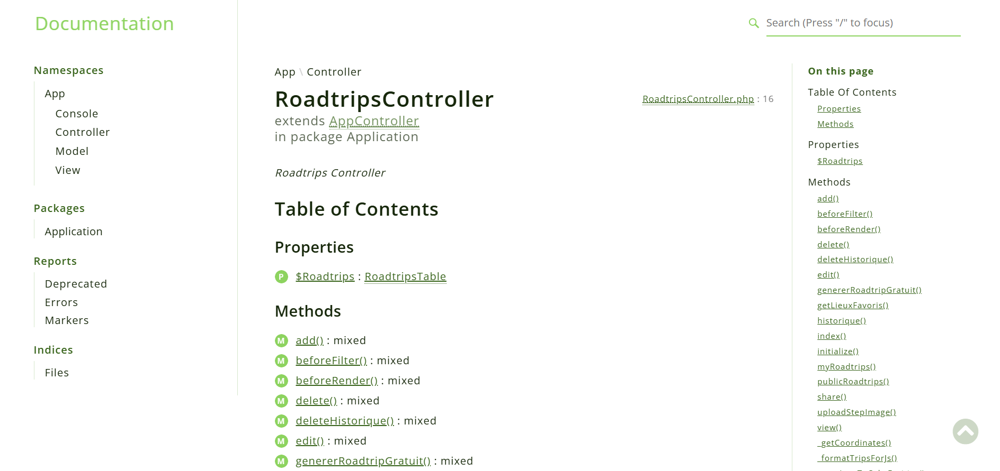 Documentation
Search (Press "/" to focus)
Namespaces
App
Console
Controller
Model
View
Packages
Application
Reports
Deprecated
Errors
Markers
Indices
Files
App \ Controller
RoadtripsController
RoadtripsController.php : 16
extends AppController
in package Application
Roadtrips Controller
Table of Contents
Properties
P $Roadtrips : RoadtripsTable
Methods
M add() : mixed
M beforeFilter() : mixed
M beforeRender() : mixed
M delete() : mixed
M deleteHistorique() : mixed
M edit() : mixed
M genererRoadtripGratuit() : mixed
On this page
Table Of Contents
Properties
Methods
Properties
$Roadtrips
Methods
add()
beforeFilter()
beforeRender()
delete()
deleteHistorique()
edit()
genererRoadtripGratuit()
getLieuxFavoris()
historique()
index()
initialize()
myRoadtrips()
publicRoadtrips()
share()
uploadStepImage()
view()
_getCoordinates()
_formatTripsForJs()